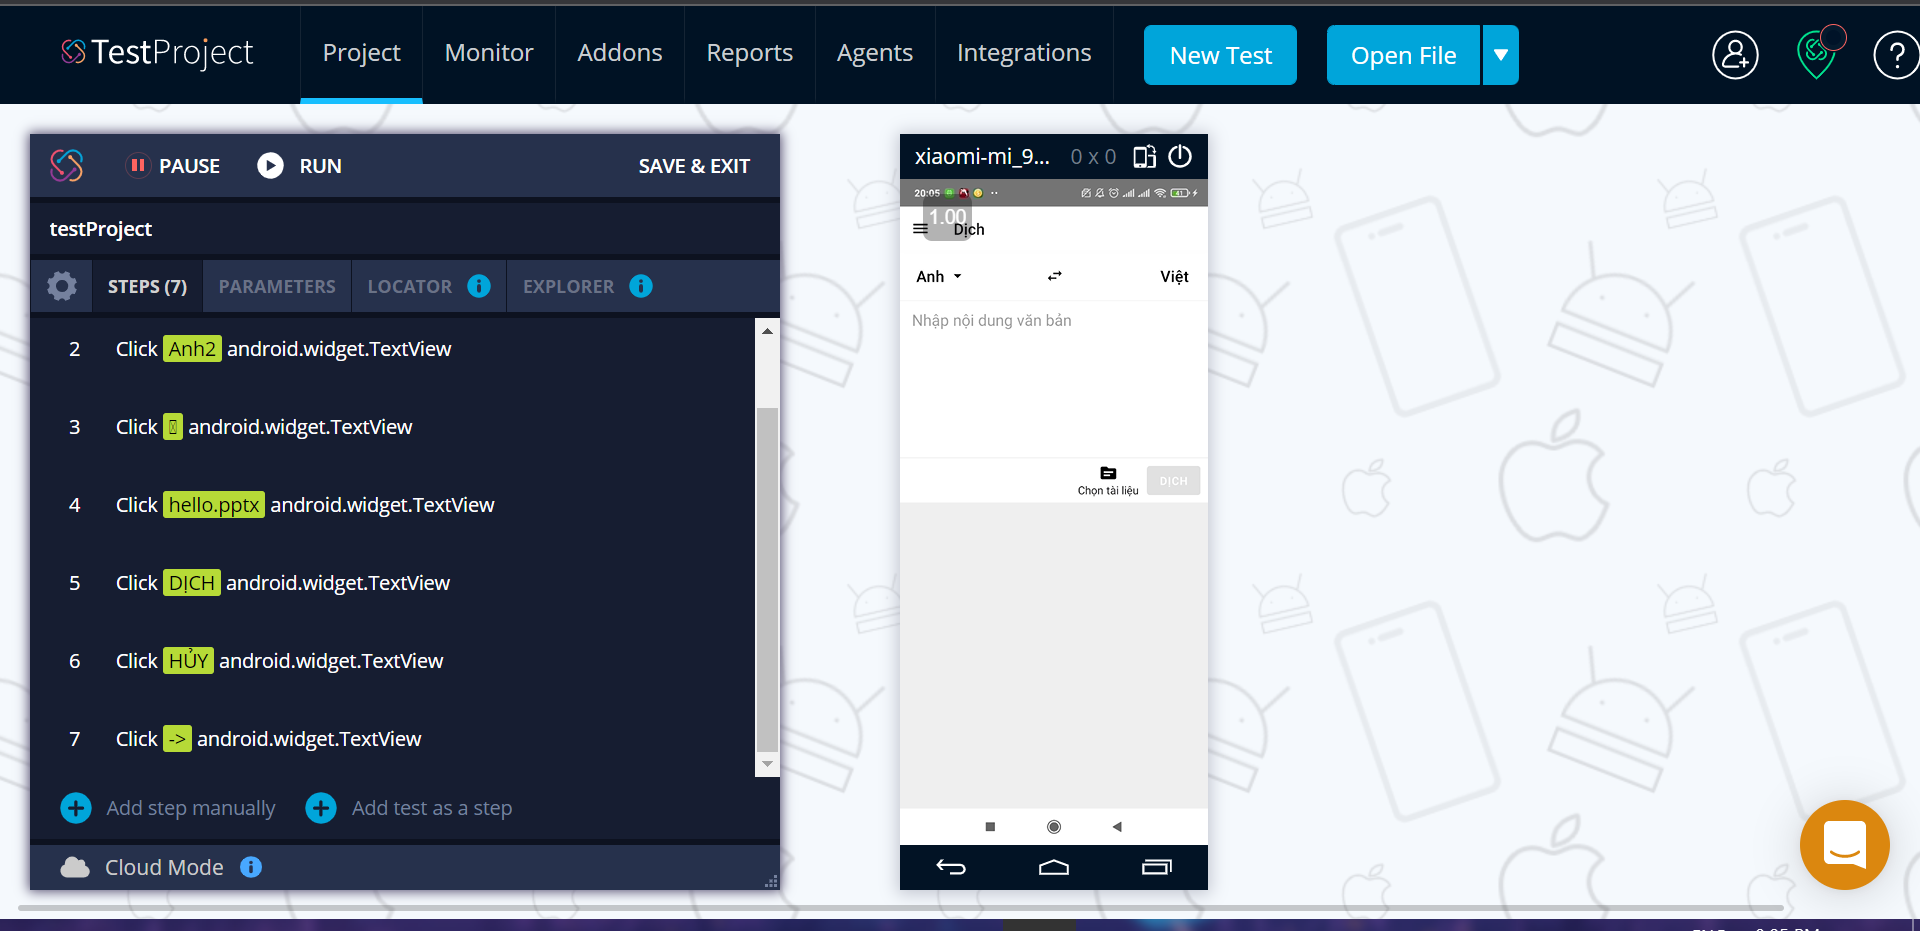 TestProject
Project
Monitor
Addons
Reports
Agents
Integrations
New Test
Open File
?
PAUSE
RUN
SAVE & EXIT
testProject
STEPS (7)
PARAMETERS
LOCATOR
EXPLORER
2 Click Anh2 android.widget.TextView
3 Click android.widget.TextView
4 Click hello.pptx android.widget.TextView
5 Click DỊCH android.widget.TextView
6 Click HỦY android.widget.TextView
7 Click -> android.widget.TextView
Add step manually
Add test as a step
Cloud Mode
xiaomi-mi_9...
0 x 0
20:05
41
1.00
Dịch
Anh
Việt
Nhập nội dung văn bản
Chọn tài liệu
DỊCH